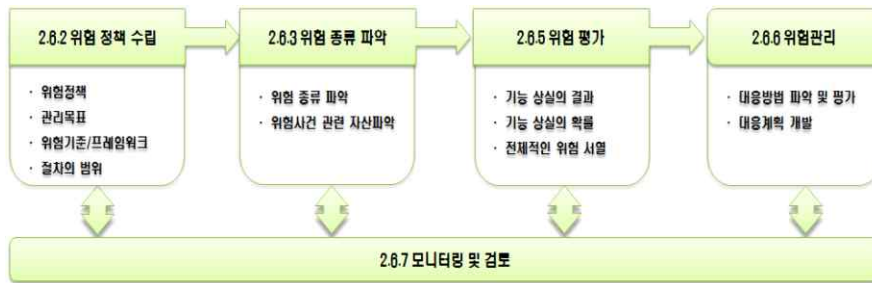 2.6.2 위험 정책 수립
· 위험정책
· 관리목표
· 위험기준/프레임워크
· 절차의 범위
2.6.3 위험 종류 파악
· 위험 종류 파악
· 위험사건 관련 자산파악
2.6.5 위험 평가
· 기능 상실의 결과
· 기능 상실의 확률
· 전체적인 위험 서열
2.6.6 위험관리
· 대응방법 파악 및 평가
· 대응계획 개발
2.6.7 모니터링 및 검토